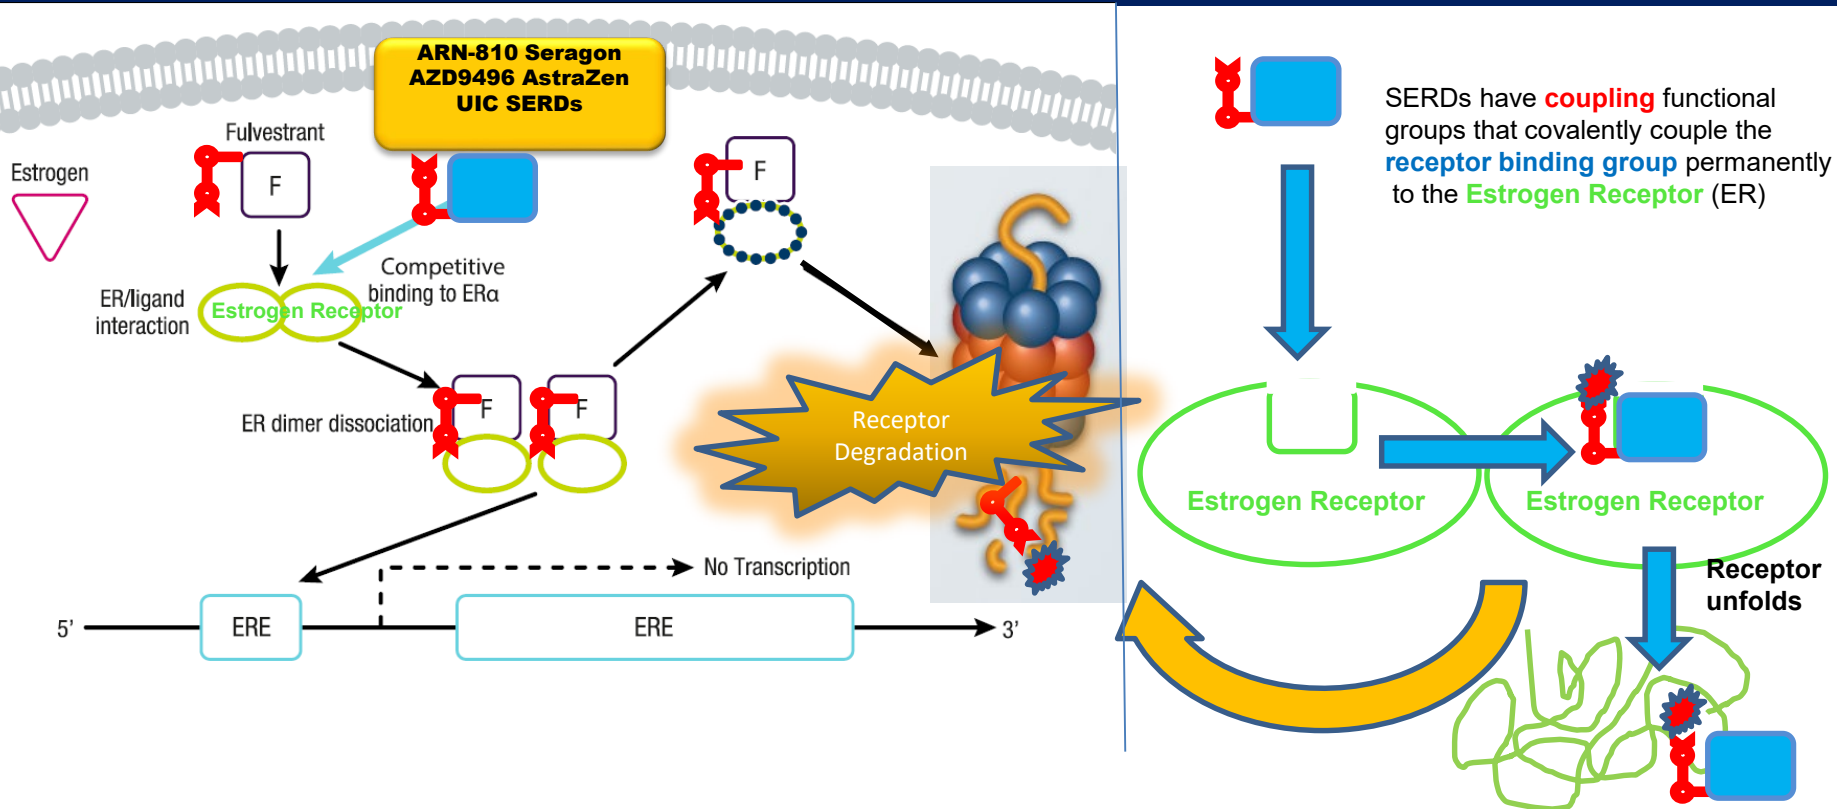 ARN-810 Seragon
AZD9496 AstraZen
UIC SERDs
Fulvestrant
F
Estrogen
Competitive
binding to ERα
ER/ligand
interaction
Estrogen Receptor
F
ER dimer dissociation
F
F
Receptor
Degradation
No Transcription
5’
ERE
ERE
3’
SERDs have coupling functional
groups that covalently couple the
receptor binding group permanently
to the Estrogen Receptor (ER)
Estrogen Receptor
Estrogen Receptor
Receptor
unfolds